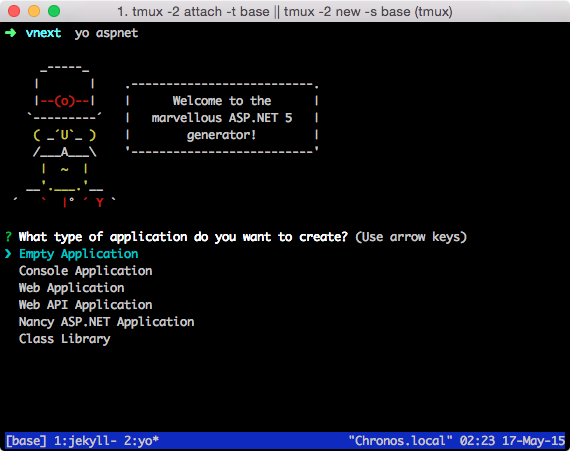 1. tmux -2 attach -t base || tmux -2 new -s base (tmux)
➜ vnext yo aspnet
     _-----_
    |       |    .--------------------------.
    |--(o)--|    |      Welcome to the      |
   `---------´   |   marvellous ASP.NET 5   |
    ( _´U`_ )    |        generator!        |
    /___A___\    '--------------------------'
     |  ~  |
   __'.___.'__
 ´   `  |° ´ Y `
? What type of application do you want to create? (Use arrow keys)
❯ Empty Application
  Console Application
  Web Application
  Web API Application
  Nancy ASP.NET Application
  Class Library
[base] 1:jekyll- 2:yo* "Chronos.local" 02:23 17-May-15